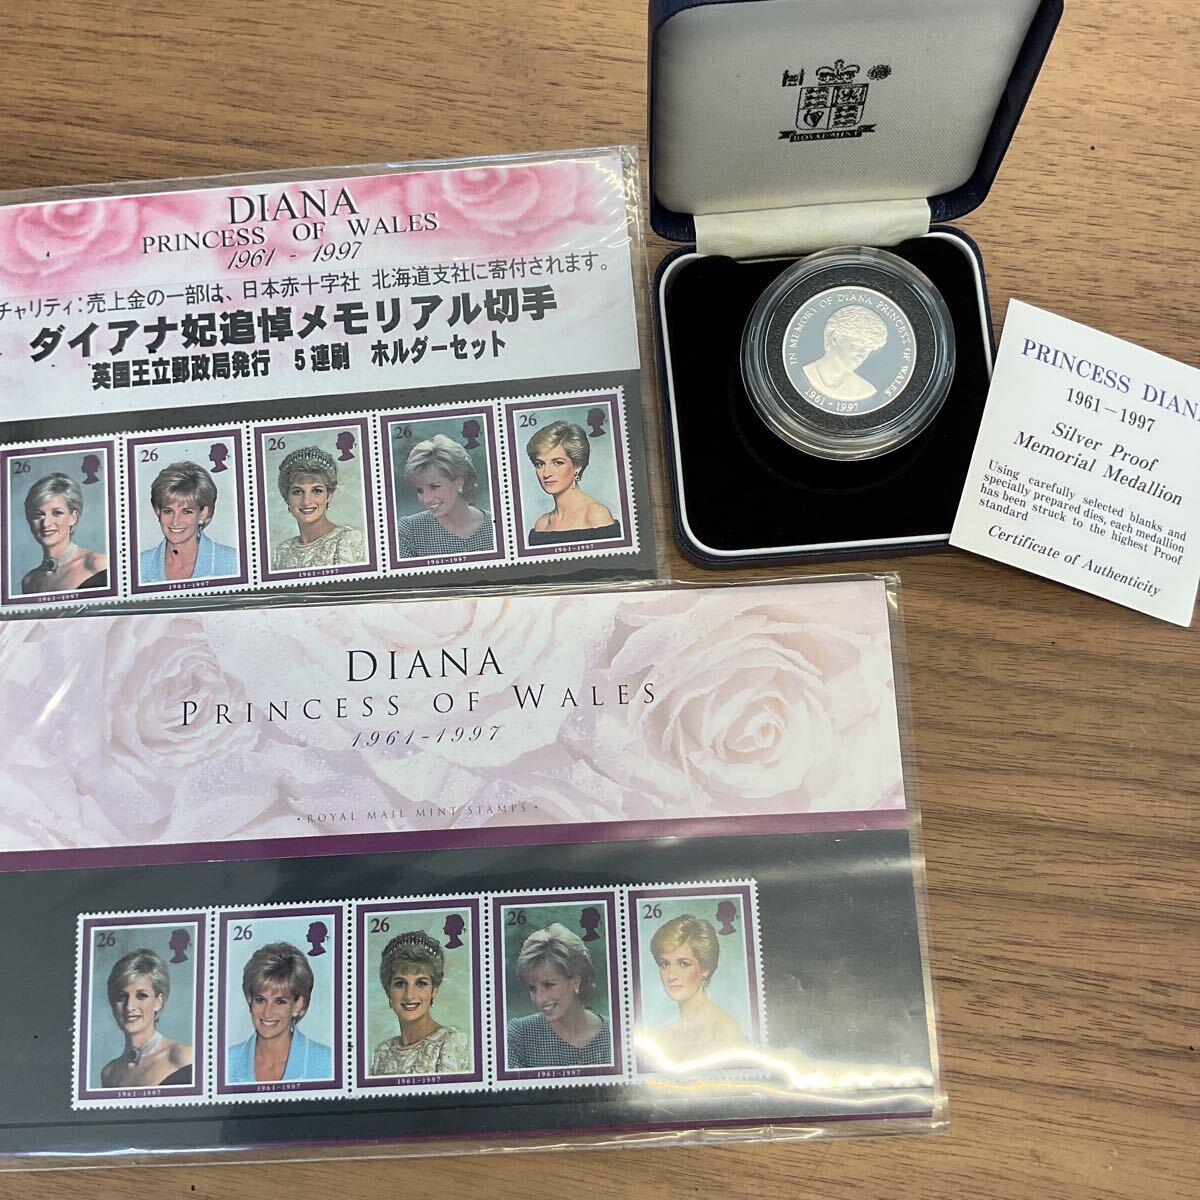 DIANA
PRINCESS OF WALES
1961 - 1997
チャリティ:売上金の一部は、日本赤十字社 北海道支社に寄付されます。
ダイアナ妃追悼メモリアル切手
英国王立郵政局発行 5連刷 ホルダーセット
26
26
26
26
26
1961-1997
1961-1997
1961-1997
1961-1997
1961-1997
ROYAL MINT
IN MEMORY OF DIANA PRINCESS OF WALES
1961 - 1997
PRINCESS DIAN
1961-1997
Silver Proof
Memorial Medallion
Using carefully selected blanks and
specially prepared dies, each medallion
has been struck to the highest Proof
standard
Certificate of Authenticity
DIANA
PRINCESS OF WALES
1961-1997
· ROYAL MAIL MINT STAMPS ·
26
26
26
26
26
1961-1997
1961-1997
1961-1997
1961-1997